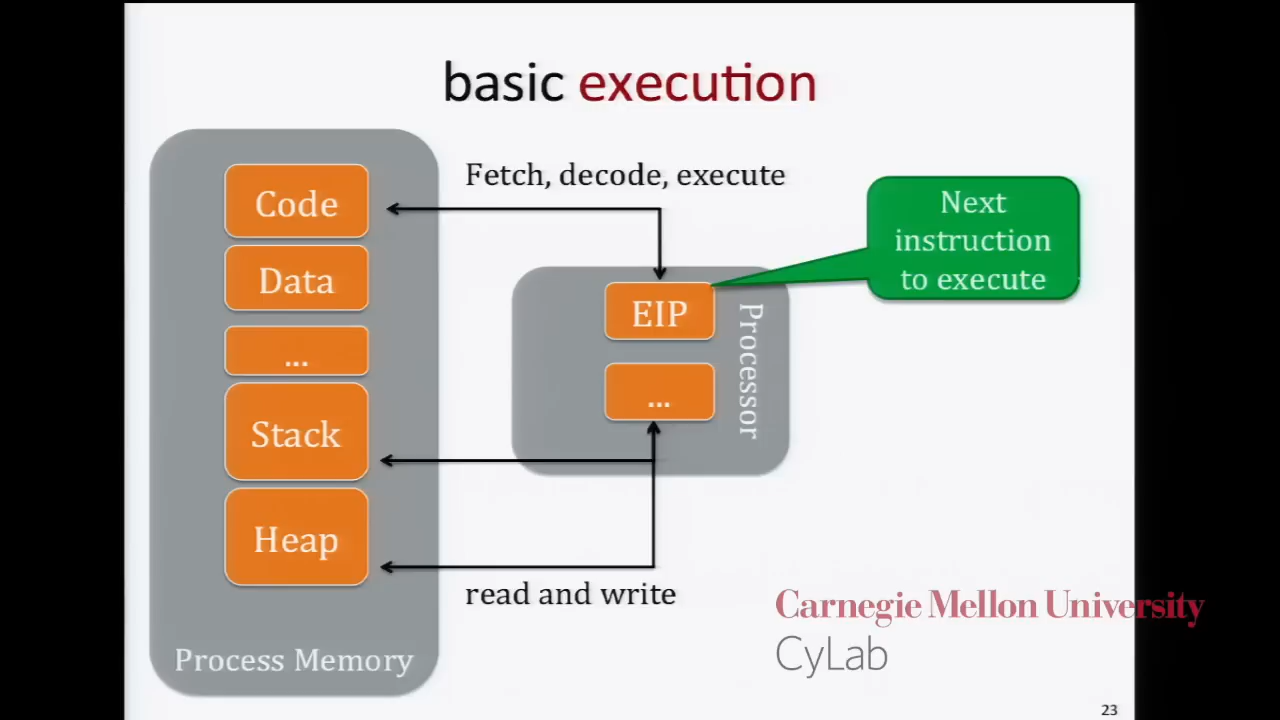 basic execution
Fetch, decode, execute
Code
Data
...
Stack
Heap
Process Memory
EIP
...
Processor
Next
instruction
to execute
read and write
Carnegie Mellon University
CyLab
23